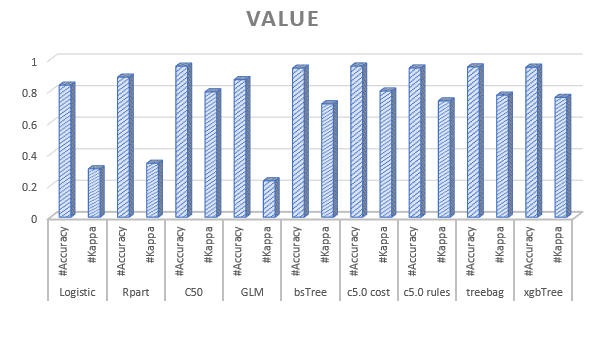 VALUE
1
0.8
0.6
0.4
0.2
0
#Accuracy #Kappa #Accuracy #Kappa #Accuracy #Kappa #Accuracy #Kappa #Accuracy #Kappa #Accuracy #Kappa #Accuracy #Kappa #Accuracy #Kappa #Accuracy #Kappa
Logistic Rpart C50 GLM bsTree c5.0 cost c5.0 rules treebag xgbTree